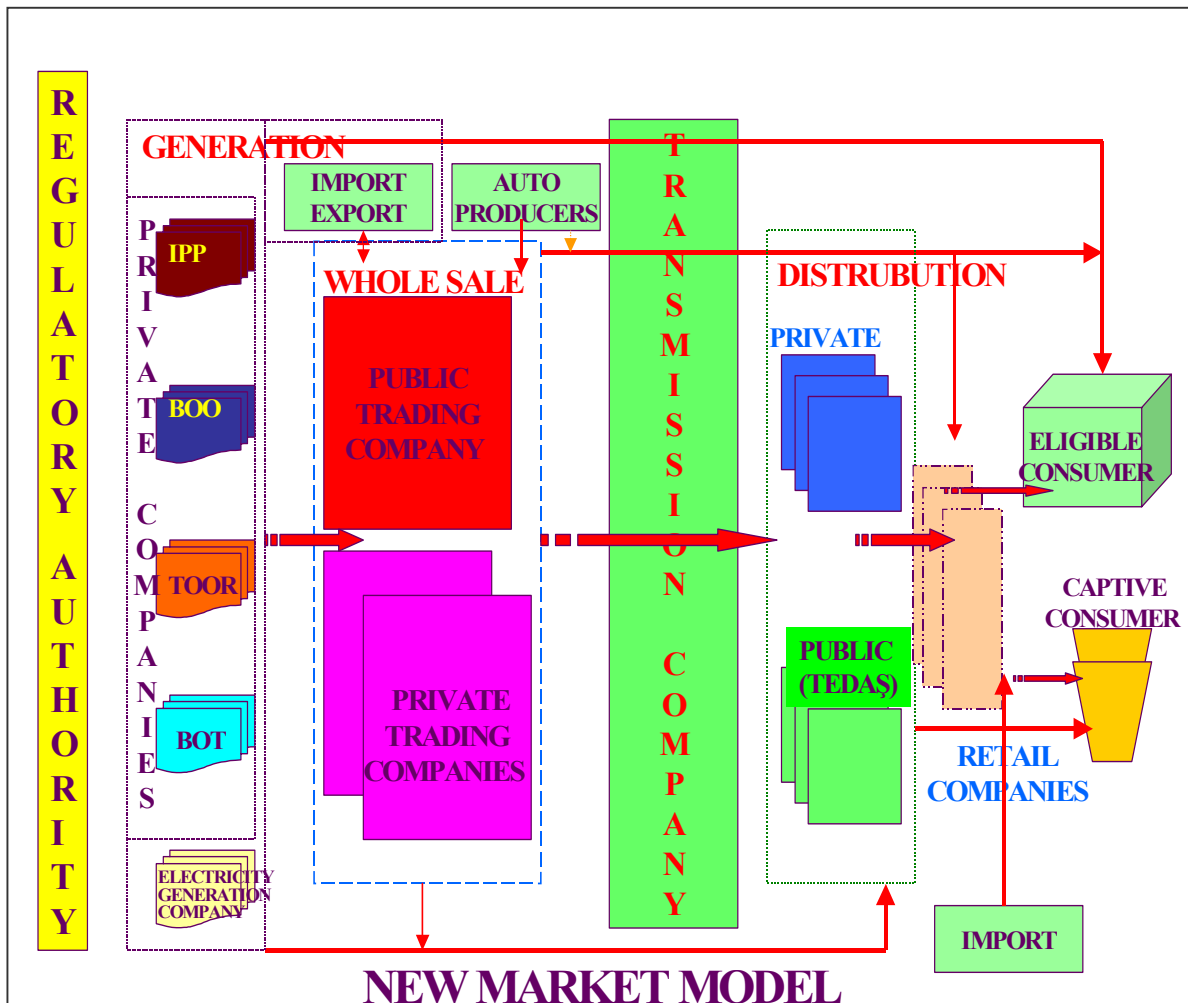 REGULATORY AUTHORITY
GENERATION
PRIVATE COMPANIES
IPP
BOO
TOOR
BOT
ELECTRICITY
GENERATION
COMPANY
IMPORT
EXPORT
AUTO
PRODUCERS
WHOLE SALE
PUBLIC
TRADING
COMPANY
PRIVATE
TRADING
COMPANIES
TRANSMISSION COMPANY
DISTRUBUTION
PRIVATE
PUBLIC
(TEDAŞ)
ELIGIBLE
CONSUMER
CAPTIVE
CONSUMER
RETAIL
COMPANIES
IMPORT
NEW MARKET MODEL